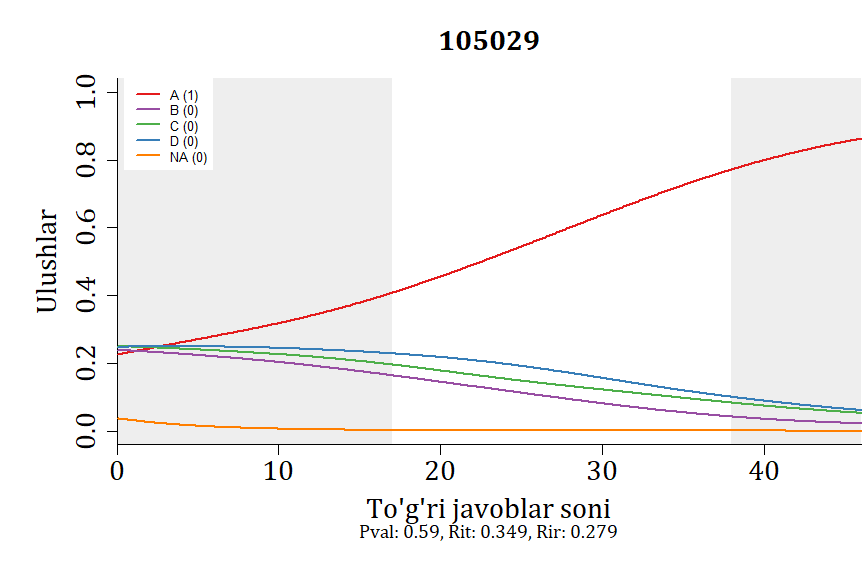 105029
A (1)
B (0)
C (0)
D (0)
NA (0)
Ulushlar
1.0
0.8
0.6
0.4
0.2
0.0
0 10 20 30 40
To'g'ri javoblar soni
Pval: 0.59, Rit: 0.349, Rir: 0.279